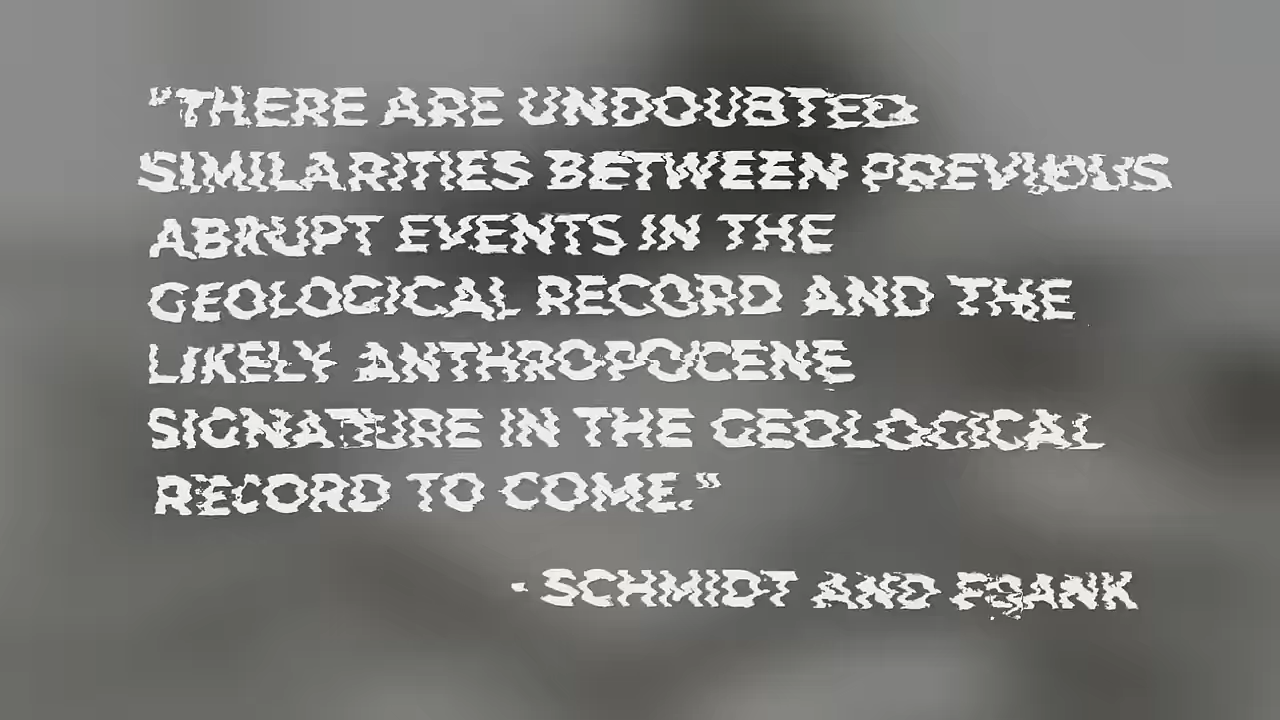 "THERE ARE UNDOUBTED
SIMILARITIES BETWEEN PREVIOUS
ABRUPT EVENTS IN THE
GEOLOGICAL RECORD AND THE
LIKELY ANTHROPOCENE
SIGNATURE IN THE GEOLOGICAL
RECORD TO COME."
- SCHMIDT AND FRANK